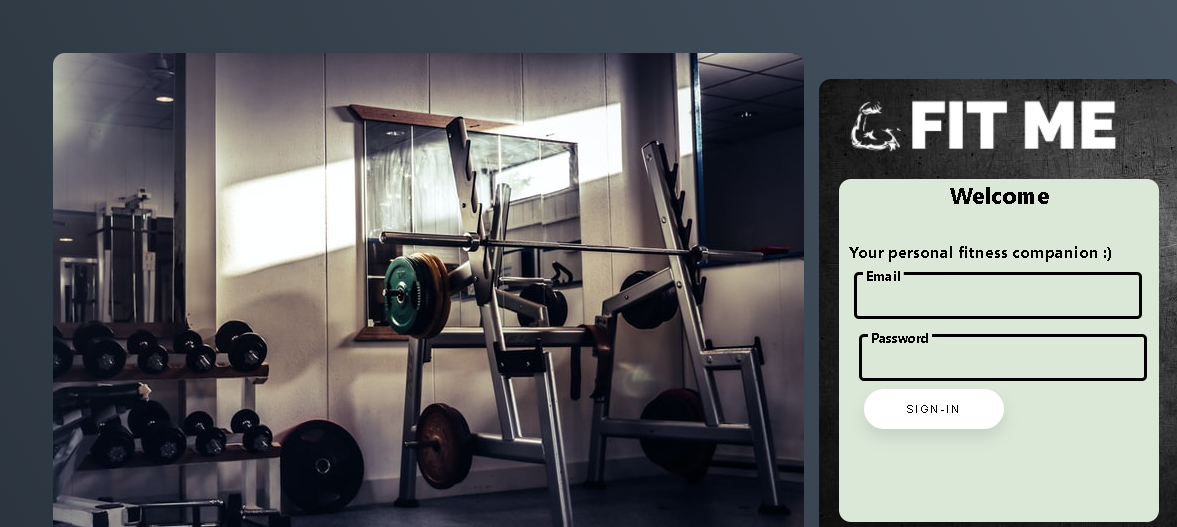 FIT ME
Welcome
Your personal fitness companion :)
Email
Password
SIGN-IN